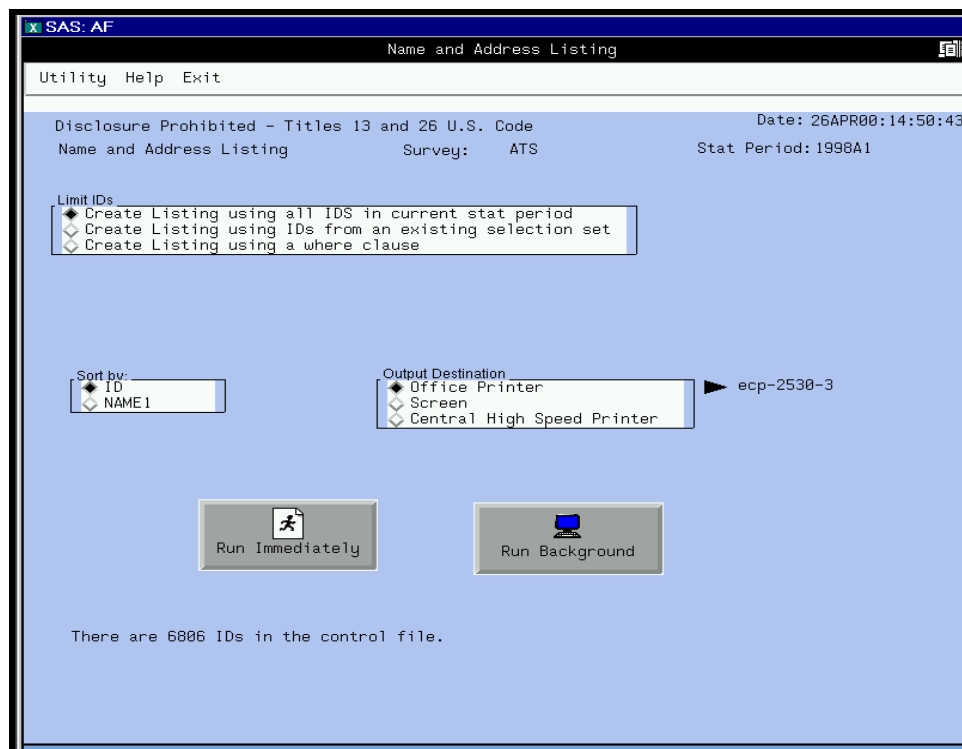 SAS: AF
Name and Address Listing
Utility Help Exit
Disclosure Prohibited - Titles 13 and 26 U.S. Code Date: 26APR00:14:50:43
Name and Address Listing Survey: ATS Stat Period: 1998A1
Limit IDs
Create Listing using all IDS in current stat period
Create Listing using IDs from an existing selection set
Create Listing using a where clause
Sort by:
ID
NAME1
Output Destination
Office Printer
Screen
Central High Speed Printer
ecp-2530-3
Run Immediately
Run Background
There are 6806 IDs in the control file.